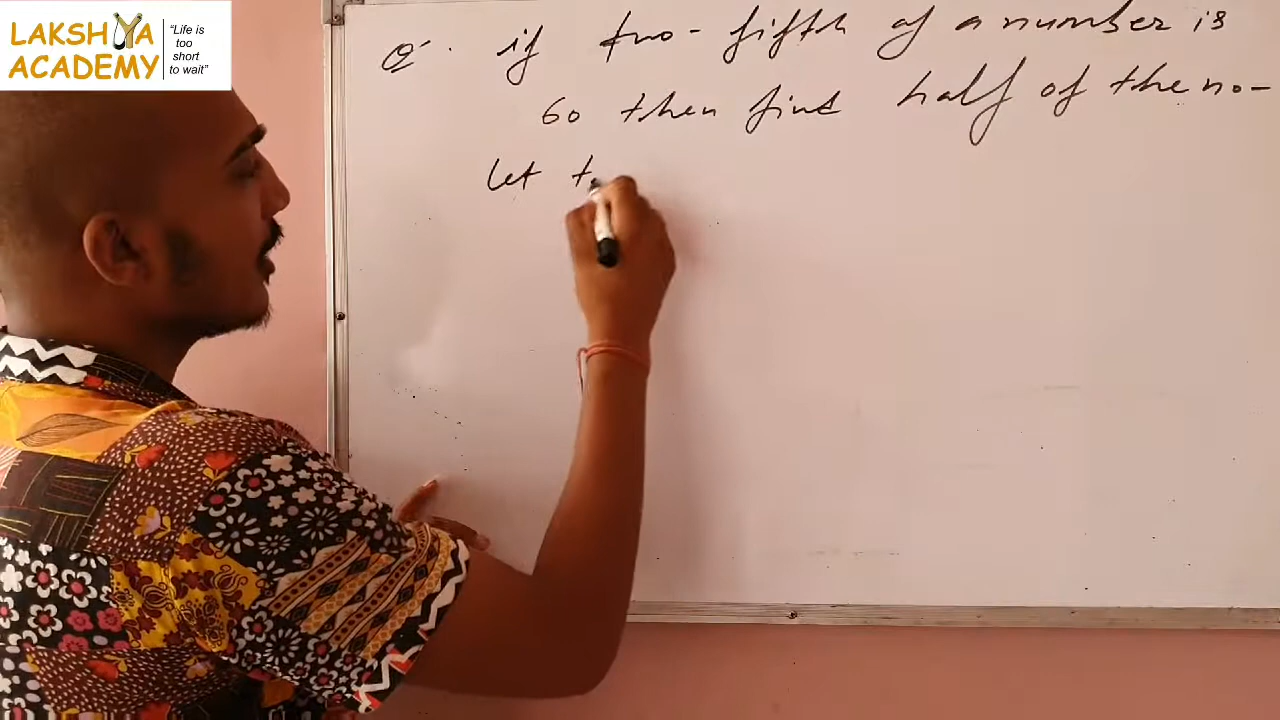 LAKSHYA
ACADEMY
"Life is
too
short
to wait"
Q. if two-fifth of a number is
60 then find half of the no-
Let